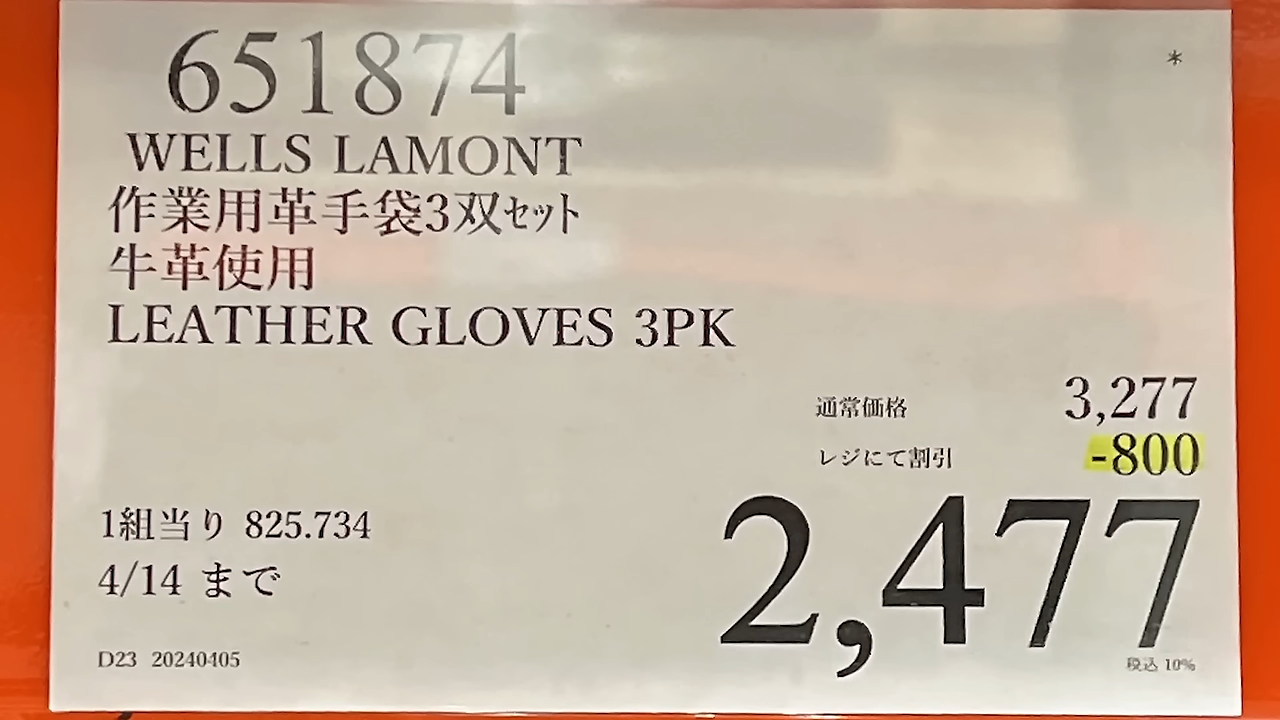 651874
*
WELLS LAMONT
作業用革手袋3双ｾｯﾄ
牛革使用
LEATHER GLOVES 3PK
通常価格 3,277
レジにて割引 -800
2,477
1組当り 825.734
4/14 まで
D23 20240405
税込 10%